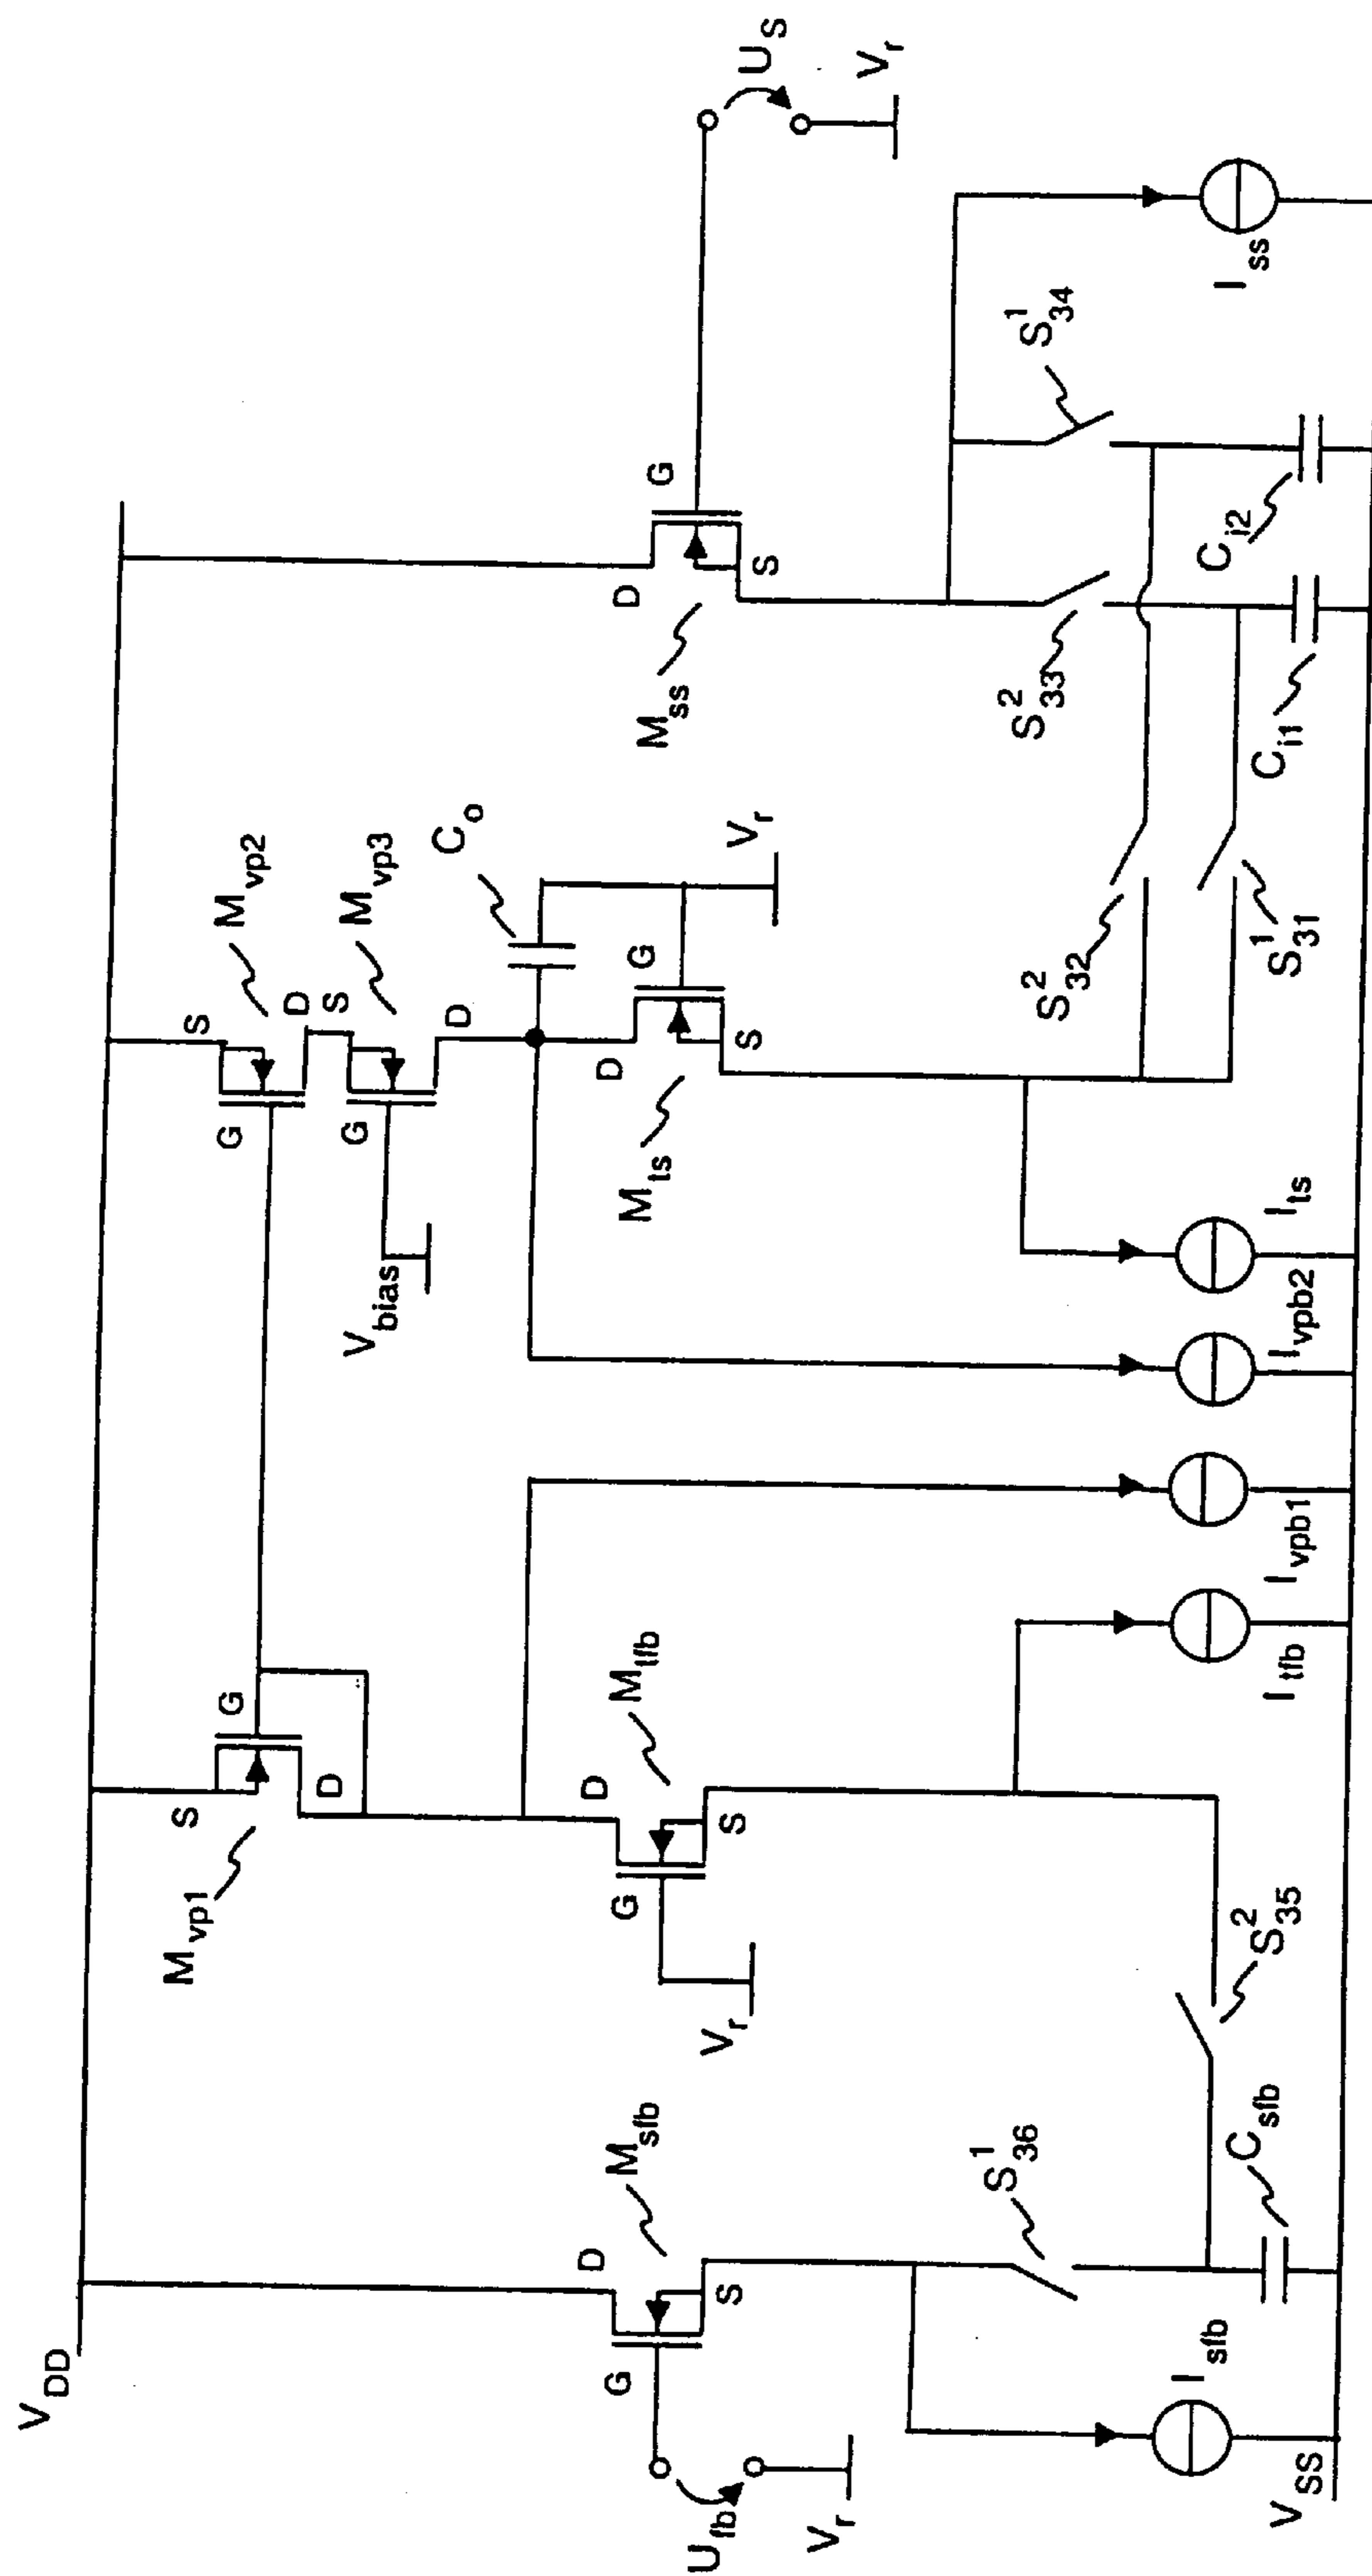 V_DD
S
G
D
M_vp1
S
G
D
M_vp2
S
G
D
M_vp3
V_bias
C_o
V_r
D
G
S
M_sfb
U_fb
V_r
D
G
S
M_tfb
V_r
D
G
S
M_ts
D
G
S
M_ss
U_S
V_r
S^1_36
S^2_35
C_sfb
S^2_32
S^1_31
S^2_33
S^1_34
C_i1
C_i2
I_sfb
I_tfb
I_vpb1
I_vpb2
I_ts
I_ss
V_SS